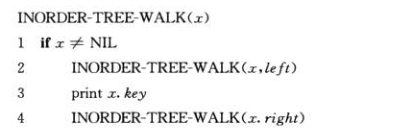 INORDER-TREE-WALK(x)
1 if x ≠ NIL
2 INORDER-TREE-WALK(x,left)
3 print x. key
4 INORDER-TREE-WALK(x. right)